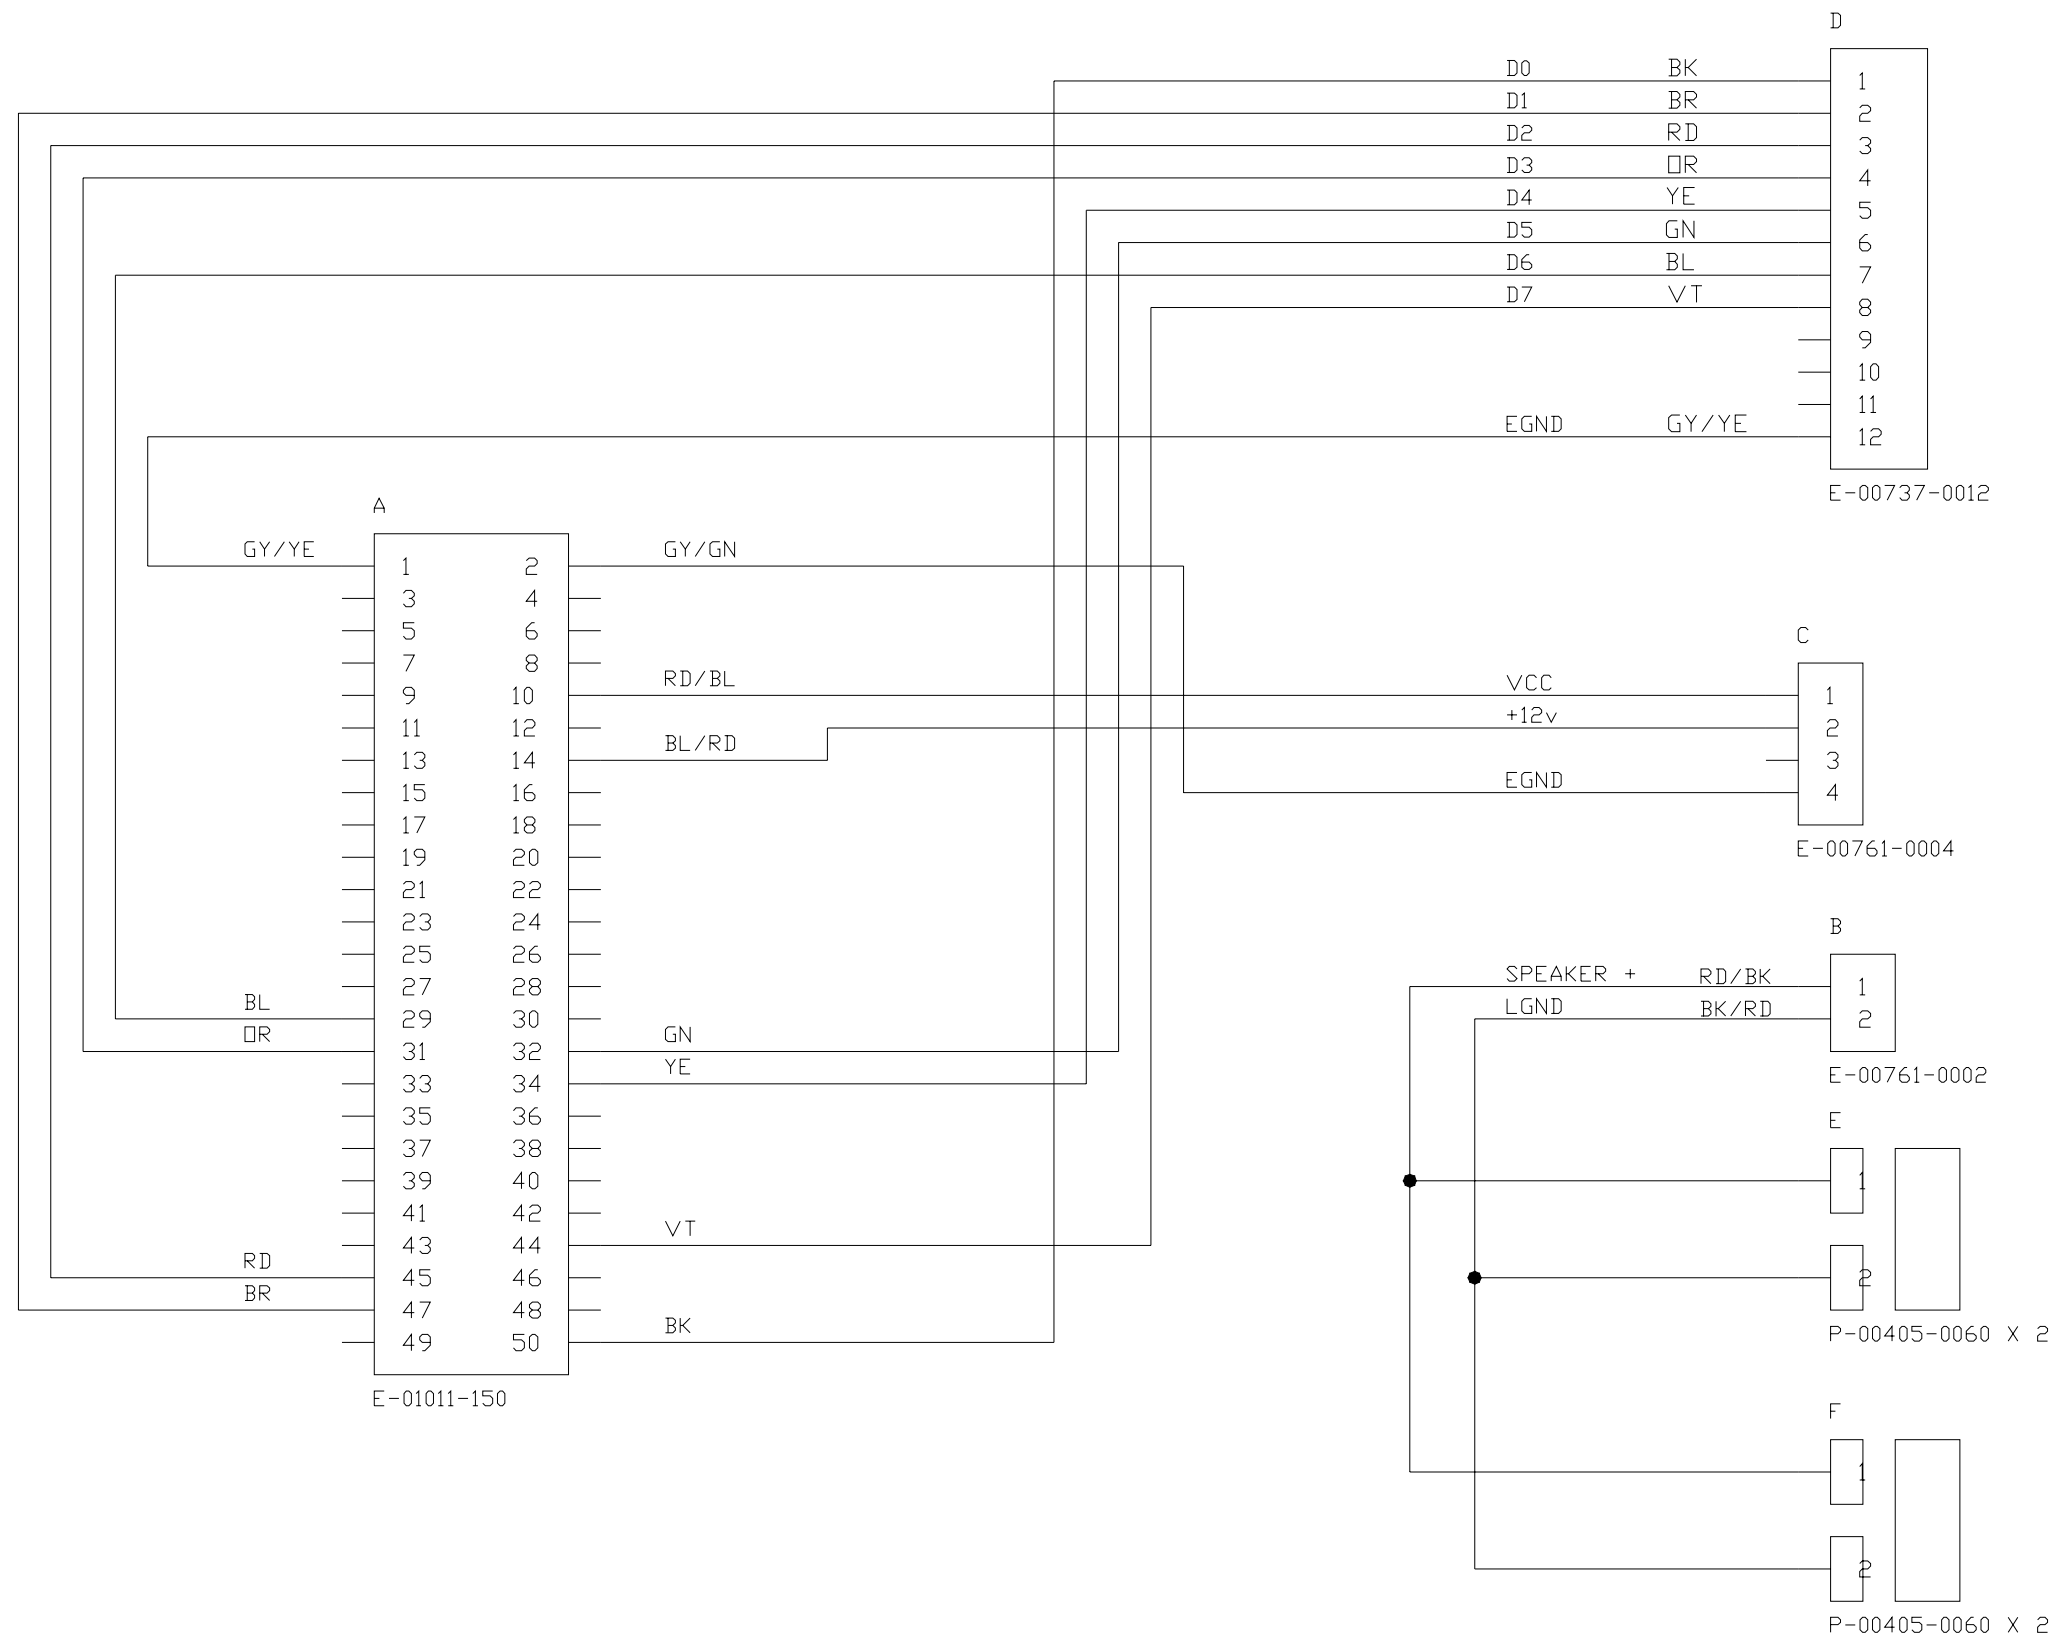 D
D0 BK 1
D1 BR 2
D2 RD 3
D3 OR 4
D4 YE 5
D5 GN 6
D6 BL 7
D7 VT 8
9
10
11
EGND GY/YE 12
E-00737-0012
A
GY/YE 1 2 GY/GN
3 4
5 6
7 8
9 10 RD/BL
11 12
13 14 BL/RD
15 16
17 18
19 20
21 22
23 24
25 26
27 28
BL 29 30
OR 31 32 GN
33 34 YE
35 36
37 38
39 40
41 42
43 44 VT
RD 45 46
BR 47 48
49 50 BK
E-01011-150
C
VCC 1
+12v 2
3
EGND 4
E-00761-0004
B
SPEAKER + RD/BK 1
LGND BK/RD 2
E-00761-0002
E
1
2
P-00405-0060 X 2
F
1
2
P-00405-0060 X 2